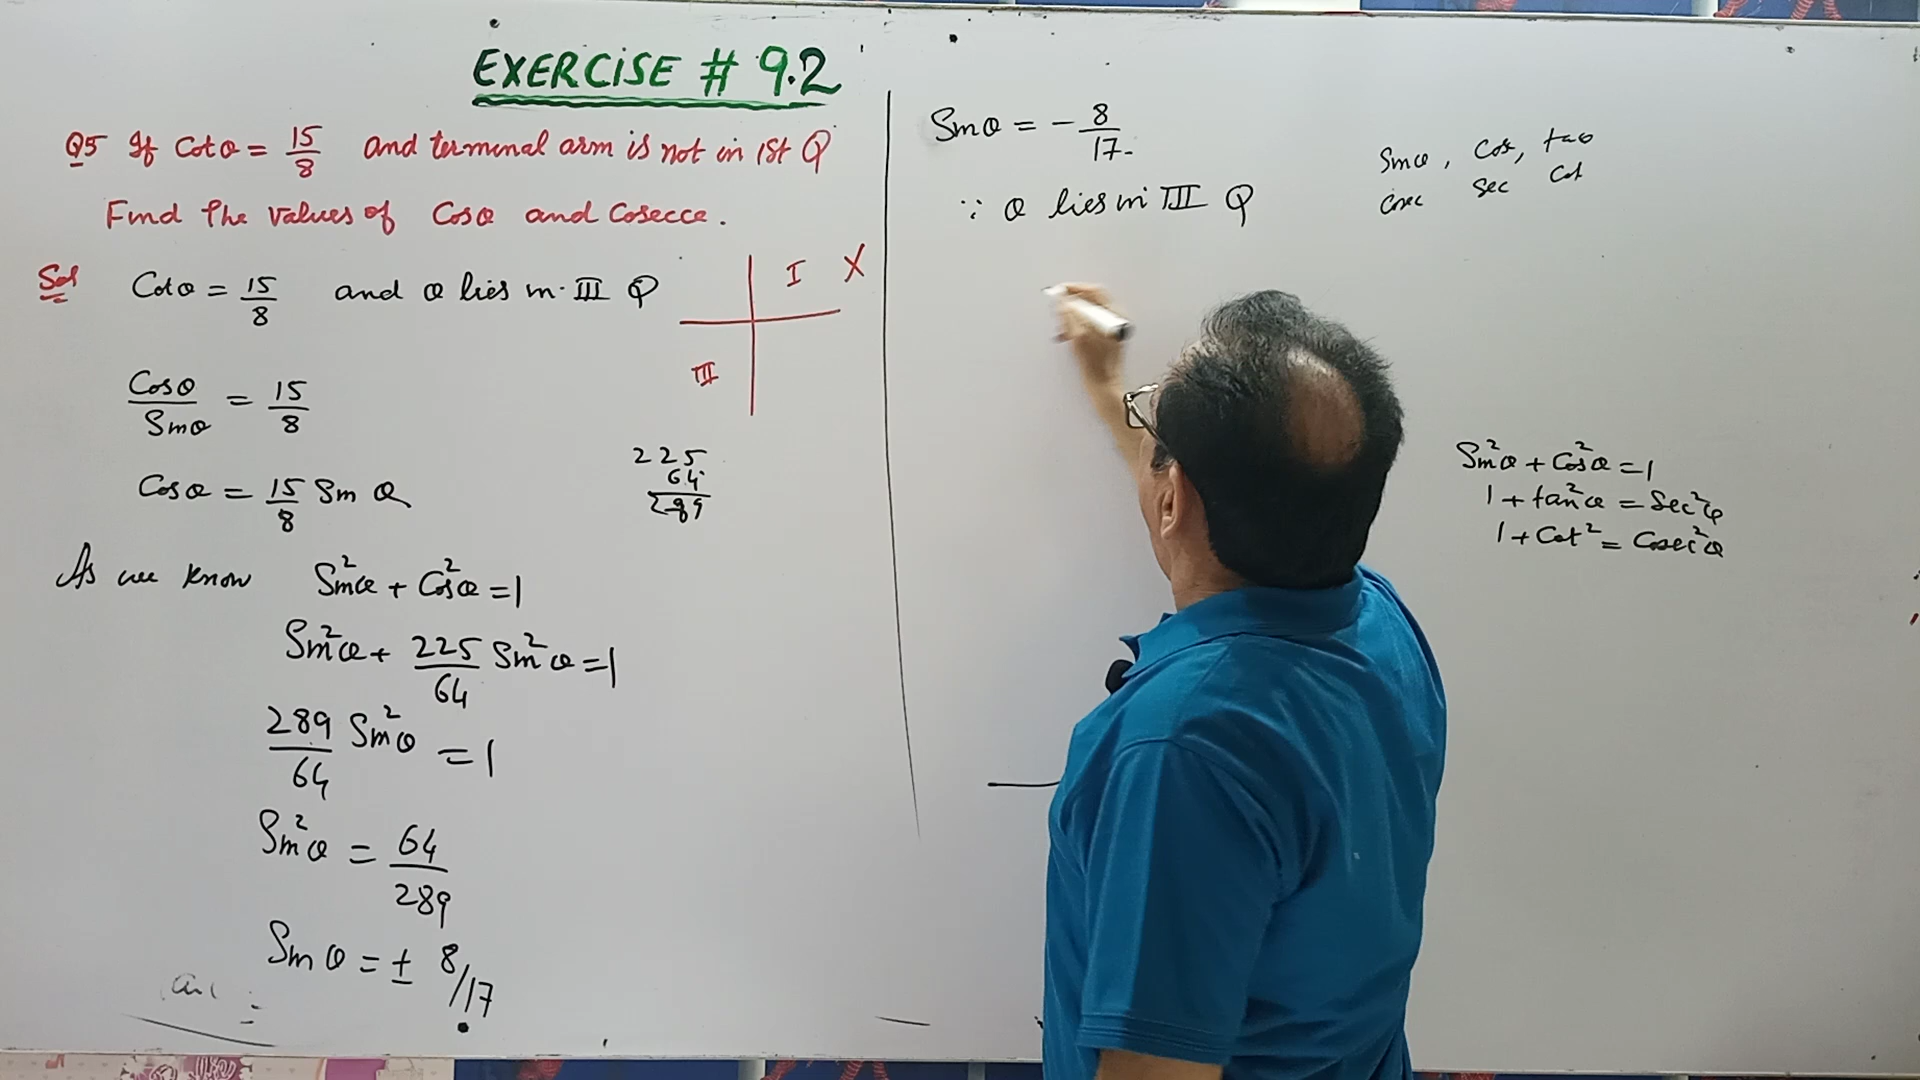 EXERCISE # 9.2
Q5 If Cotθ = 15/8 and terminal arm is not in 1st Q
Find the values of Cosθ and Cosecθ.
Sol Cotθ = 15/8 and θ lies in III Q
I X
III
Cosθ/Sinθ = 15/8
Cosθ = 15/8 Sin θ
225
64
289
As we know Sin²θ + Cos²θ = 1
Sin²θ + 225/64 Sin²θ = 1
289/64 Sin²θ = 1
Sin²θ = 64/289
Sin θ = ± 8/17
Sinθ = - 8/17
∵ θ lies in III Q
Sinθ, Cos, tanθ
Cosec Sec Cot
Sin²θ + Cos²θ = 1
1 + tan²θ = Sec²θ
1 + Cot² = Cosec²θ